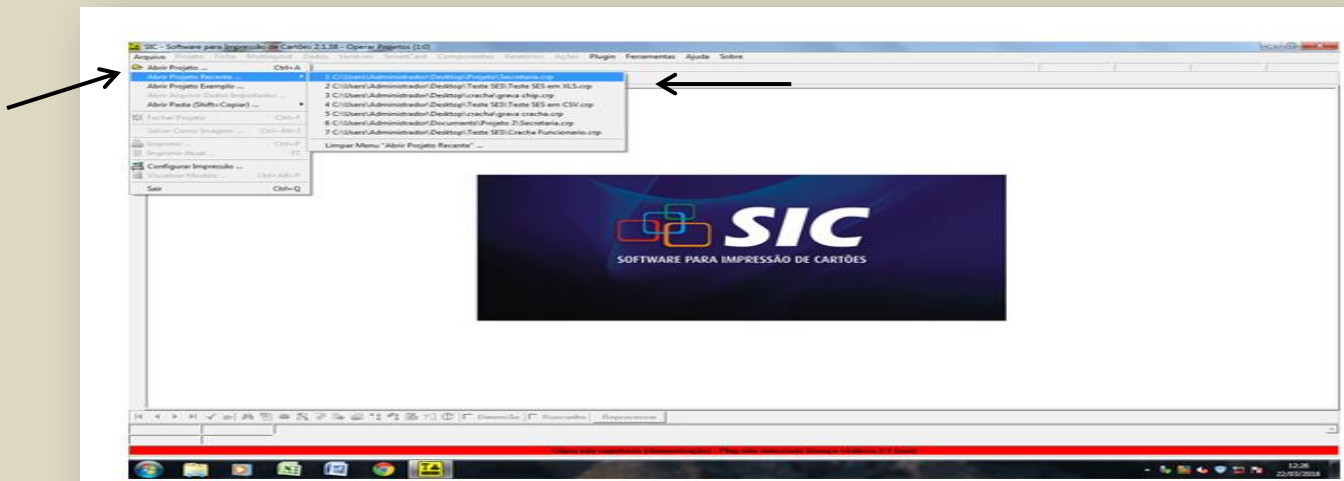 SIC - Software para Impressão de Cartões 2.1.38 - Operar Projetos [1:0]
Arquivo Projeto Ficha Multilayout Dados Variáveis SmartCard Componentes Relatórios Ações Plugin Ferramentas Ajuda Sobre
Abrir Projeto ... Ctrl+A
Abrir Projeto Recente ...
Abrir Projeto Exemplo ...
Abrir Arquivo Dados Importados ...
Abrir Pasta (Shift=Copiar) ...
Fechar Projeto Ctrl+F
Salvar Como Imagem ... Ctrl+Alt+I
Imprimir ... Ctrl+P
Imprimir Atual ...
Configurar Impressão ...
Visualizar Modelo ... Ctrl+Alt+P
Sair Ctrl+Q
1 C:\Users\Administrador\Desktop\Projeto\Secretaria.crp
2 C:\Users\Administrador\Desktop\Teste SES\Teste SES em XLS.crp
3 C:\Users\Administrador\Desktop\cracha\grava chip.crp
4 C:\Users\Administrador\Desktop\Teste SES\Teste SES em CSV.crp
5 C:\Users\Administrador\Desktop\cracha\grava cracha.crp
6 C:\Users\Administrador\Documents\Projeto 2\Secretaria.crp
7 C:\Users\Administrador\Desktop\Teste SES\Cracha Funcionario.crp
Limpar Menu "Abrir Projeto Recente" ...
SIC
SOFTWARE PARA IMPRESSÃO DE CARTÕES
Dimensão Rascunho Reprocessar
12:26
22/03/2018